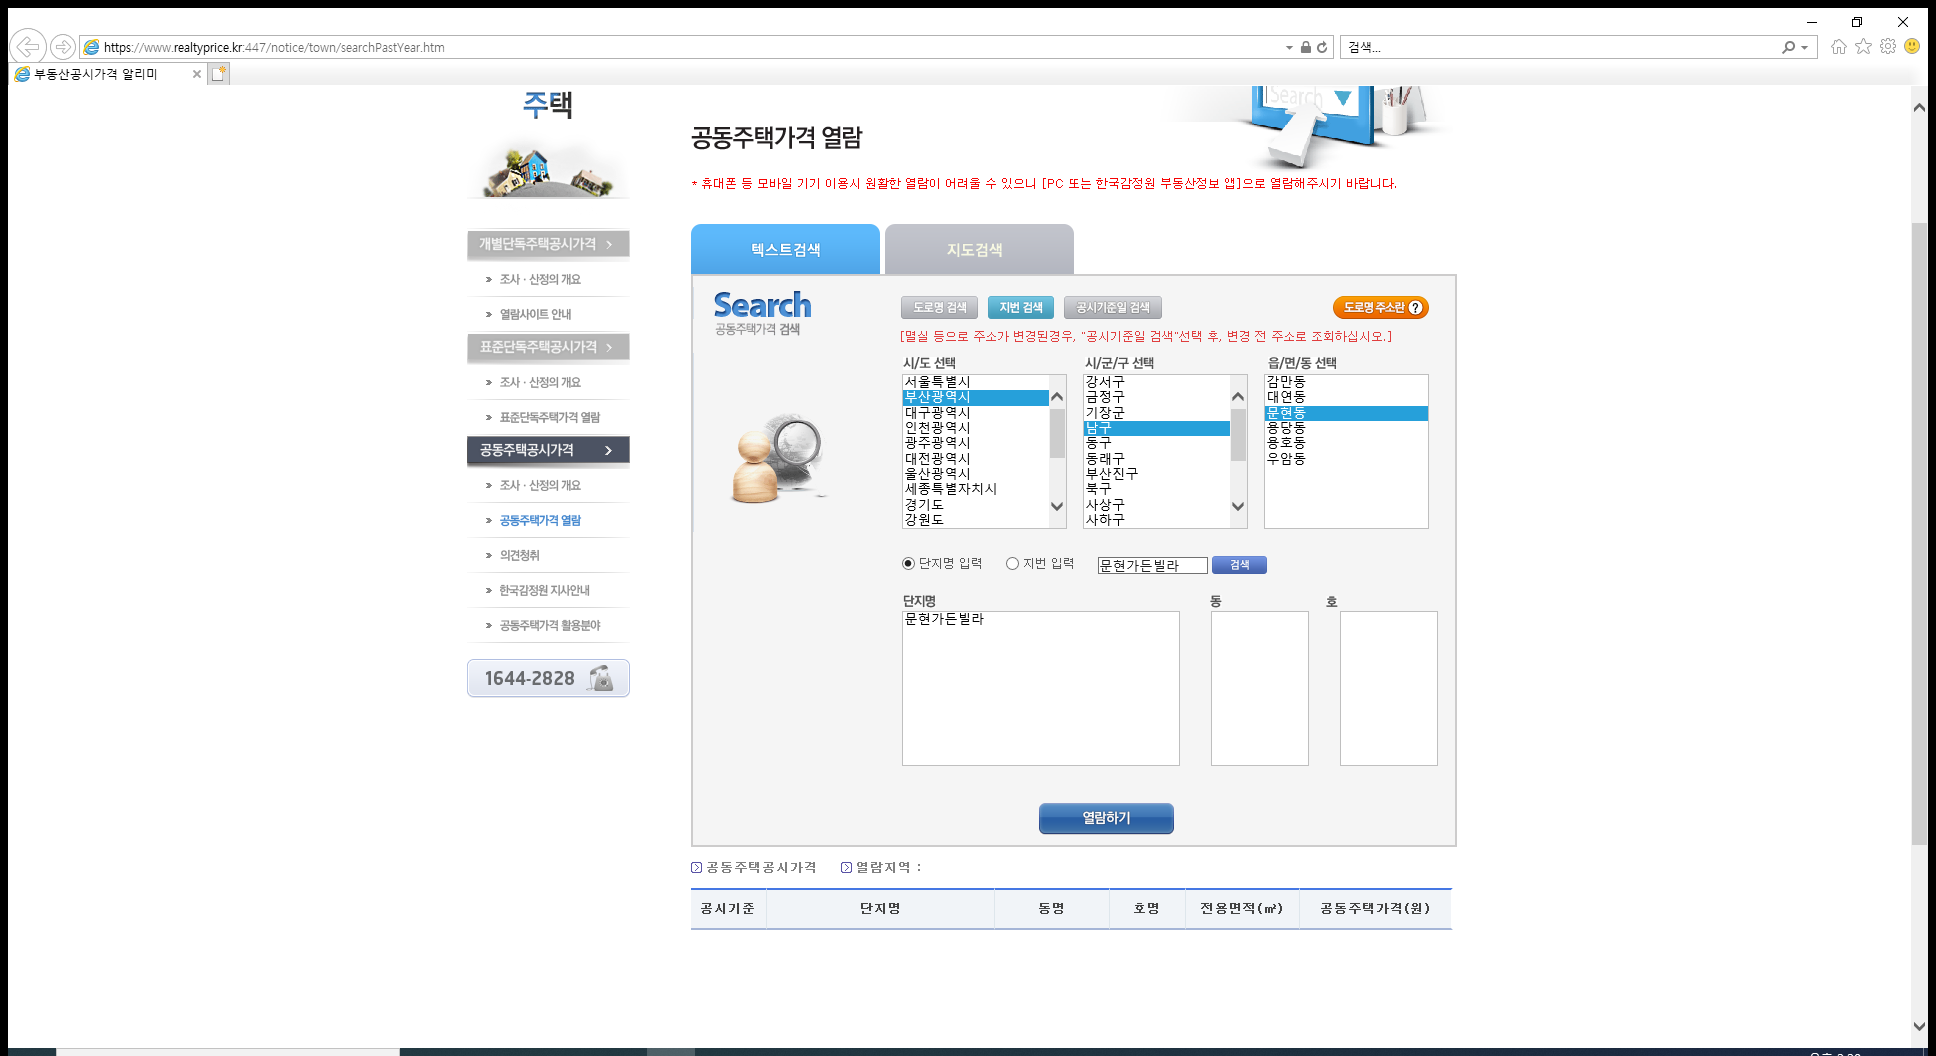 https://www.realtyprice.kr:447/notice/town/searchPastYear.htm
검색...
부동산공시가격 알리미
주택
Search
공동주택가격 열람
* 휴대폰 등 모바일 기기 이용시 원활한 열람이 어려울 수 있으니 [PC 또는 한국감정원 부동산정보 앱]으로 열람해주시기 바랍니다.
개별단독주택공시가격
조사 · 산정의 개요
열람사이트 안내
표준단독주택공시가격
조사 · 산정의 개요
표준단독주택가격 열람
공동주택공시가격
조사 · 산정의 개요
공동주택가격 열람
의견청취
한국감정원 지사안내
공동주택가격 활용분야
1644-2828
텍스트검색
지도검색
Search
공동주택가격 검색
도로명 검색 지번 검색 공시기준일 검색 도로명 주소란 ?
[멸실 등으로 주소가 변경된경우, "공시기준일 검색"선택 후, 변경 전 주소로 조회하십시오.]
시/도 선택
서울특별시
부산광역시
대구광역시
인천광역시
광주광역시
대전광역시
울산광역시
세종특별자치시
경기도
강원도
시/군/구 선택
강서구
금정구
기장군
남구
동구
동래구
부산진구
북구
사상구
사하구
읍/면/동 선택
감만동
대연동
문현동
용당동
용호동
우암동
단지명 입력 지번 입력 문현가든빌라 검색
단지명 동 호
문현가든빌라
열람하기
공동주택공시가격 열람지역 :
공시기준 단지명 동명 호명 전용면적(㎡) 공동주택가격(원)